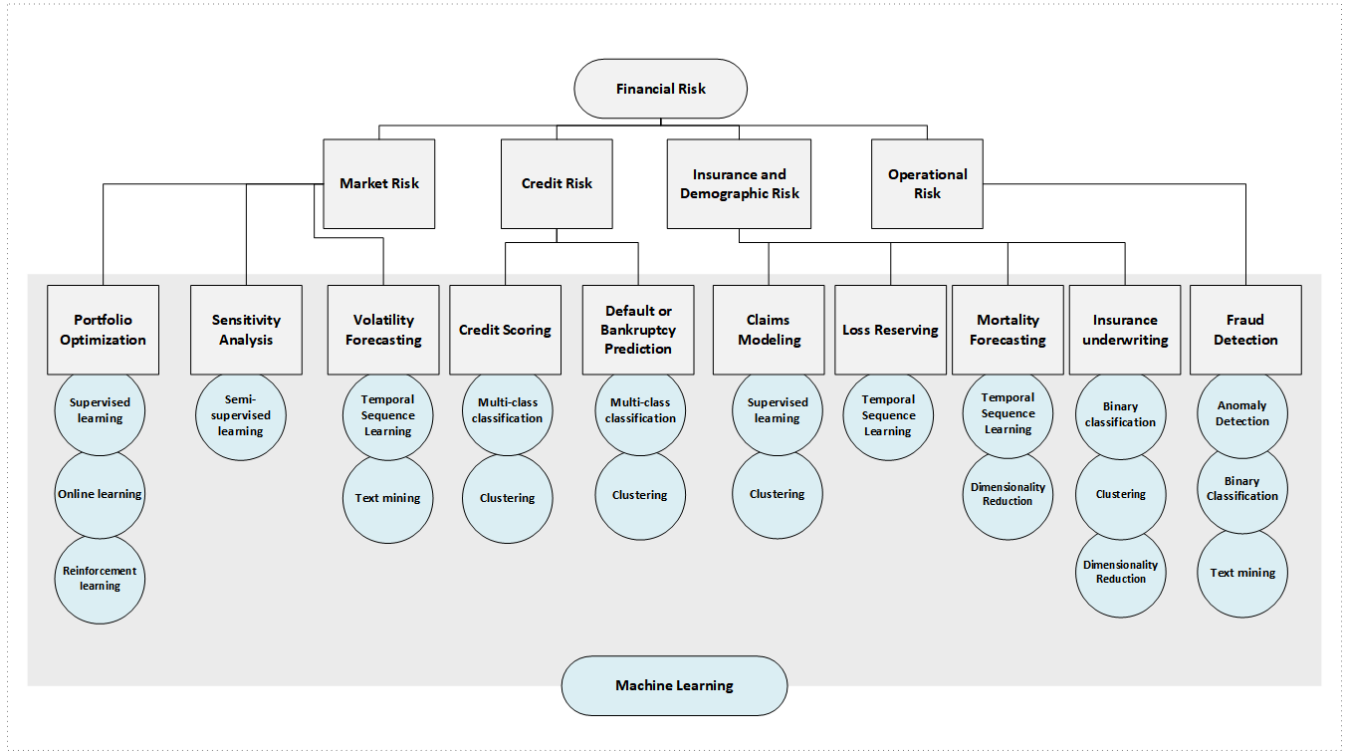 Financial Risk
Market Risk
Credit Risk
Insurance and
Demographic Risk
Operational
Risk
Portfolio
Optimization
Sensitivity
Analysis
Volatility
Forecasting
Credit Scoring
Default or
Bankruptcy
Prediction
Claims
Modeling
Loss Reserving
Mortality
Forecasting
Insurance
underwriting
Fraud
Detection
Supervised
learning
Online learning
Reinforcement
learning
Semi-
supervised
learning
Temporal
Sequence
Learning
Text mining
Multi-class
classification
Clustering
Multi-class
classification
Clustering
Supervised
learning
Clustering
Temporal
Sequence
Learning
Temporal
Sequence
Learning
Dimensionality
Reduction
Binary
classification
Clustering
Dimensionality
Reduction
Anomaly
Detection
Binary
Classification
Text mining
Machine Learning